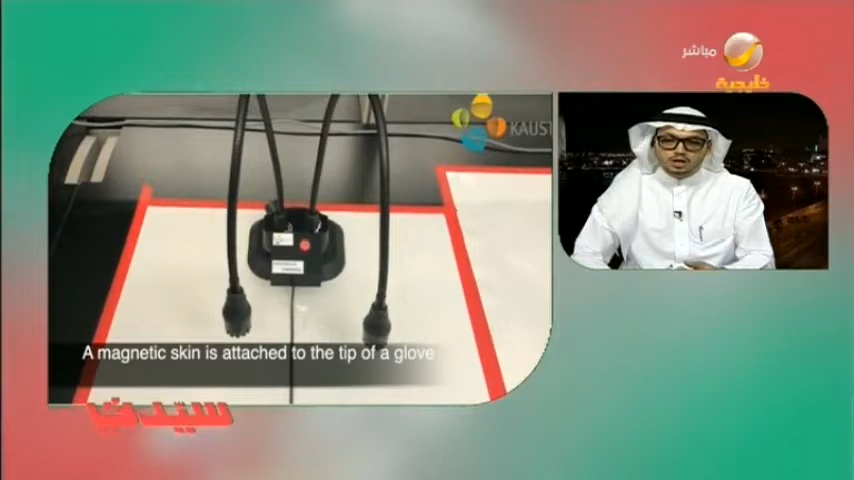 مباشر
خليجية
KAUST
A magnetic skin is attached to the tip of a glove
سيدتي